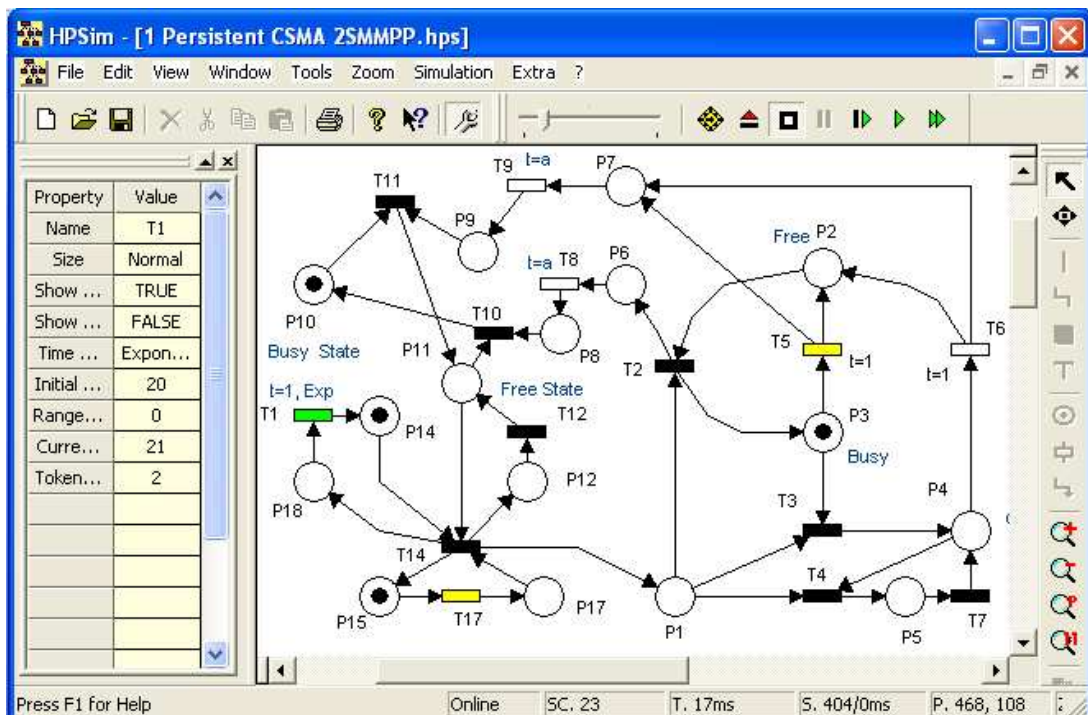 HPSim - [1 Persistent CSMA 2SMMPP.hps]
File Edit View Window Tools Zoom Simulation Extra ?
Property Value
Name T1
Size Normal
Show ... TRUE
Show ... FALSE
Time ... Expon...
Initial ... 20
Range... 0
Curre... 21
Token... 2
T9 t=a
P7
T11
P9
Free P2
t=a T8 P6
P10
T10
P8
P11
T5
T6
Busy State
T2
t=1
t=1
t=1, Exp
Free State
T1
P14
T12
P3
Busy
P18
P12
T3
P4
T14
T4
P15
T17
P17
P1
P5
T7
Press F1 for Help Online SC. 23 T. 17ms S. 404/0ms P. 468, 108